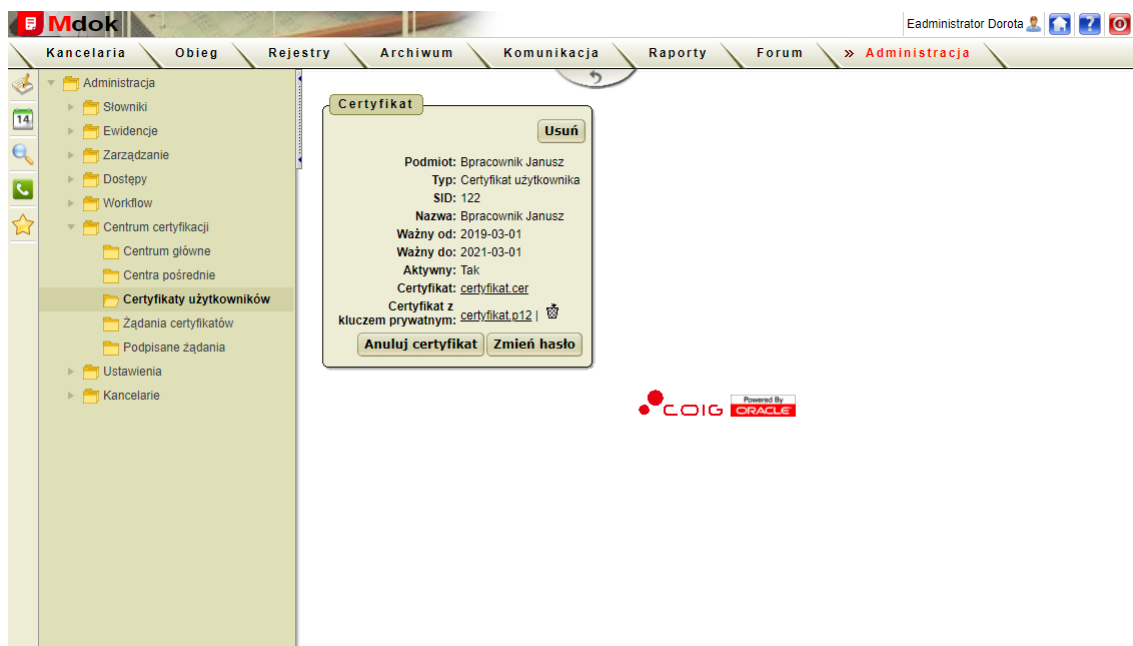 Mdok
Eadministrator Dorota
Kancelaria Obieg Rejestry Archiwum Komunikacja Raporty Forum » Administracja
14
Administracja
Słowniki
Ewidencje
Zarządzanie
Dostępy
Workflow
Centrum certyfikacji
Centrum główne
Centra pośrednie
Certyfikaty użytkowników
Żądania certyfikatów
Podpisane żądania
Ustawienia
Kancelarie
Certyfikat
Usuń
Podmiot: Bpracownik Janusz
Typ: Certyfikat użytkownika
SID: 122
Nazwa: Bpracownik Janusz
Ważny od: 2019-03-01
Ważny do: 2021-03-01
Aktywny: Tak
Certyfikat: certyfikat.cer
Certyfikat z
kluczem prywatnym: certyfikat.p12 |
Anuluj certyfikat Zmień hasło
COIG Powered By
ORACLE